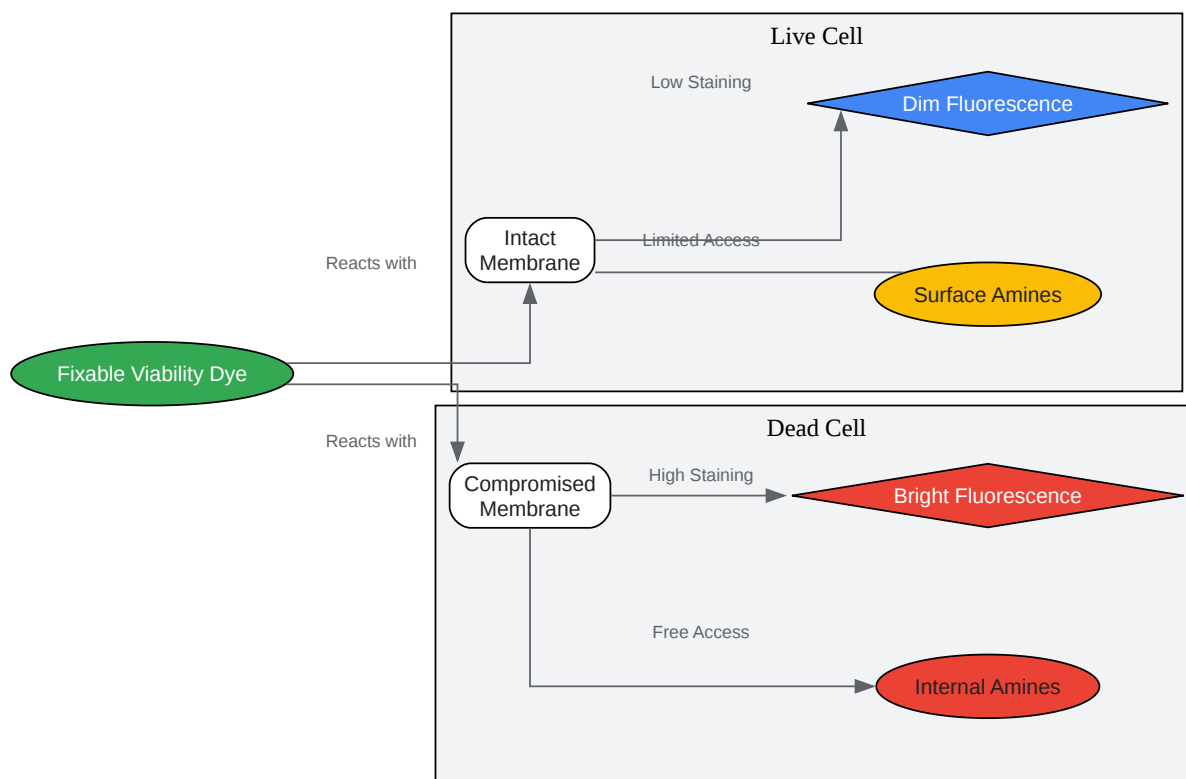 Live Cell
Low Staining
Dim Fluorescence
Intact
Membrane
Limited Access
Reacts with
Surface Amines
Fixable Viability Dye
Reacts with
Dead Cell
Compromised
Membrane
High Staining
Bright Fluorescence
Free Access
Internal Amines